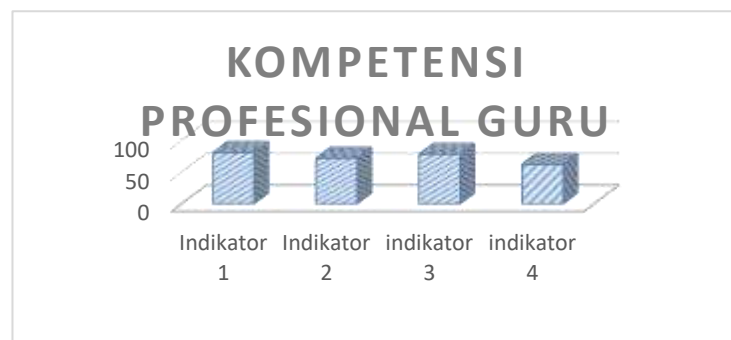 KOMPETENSI
PROFESIONAL GURU
100
50
0
Indikator Indikator indikator indikator
1 2 3 4